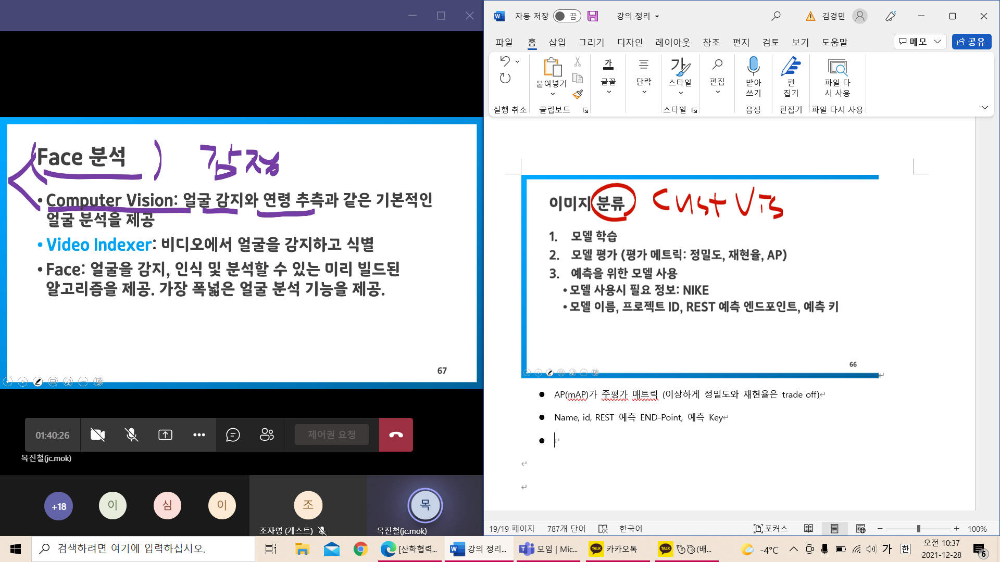 Face 분석
감정
• Computer Vision: 얼굴 감지와 연령 추측과 같은 기본적인
얼굴 분석을 제공
• Video Indexer: 비디오에서 얼굴을 감지하고 식별
• Face: 얼굴을 감지, 인식 및 분석할 수 있는 미리 빌드된
알고리즘을 제공. 가장 폭넓은 얼굴 분석 기능을 제공.
67
01:40:26
제어권 요청
목진철(jc.mok)
+18
이
심
이
조
조자영 (게스트)
목
목진철(jc.mok)
자동 저장 끔
강의 정리
김경민
파일 홈 삽입 그리기 디자인 레이아웃 참조 편지 검토 보기 도움말
메모
공유
실행 취소
붙여넣기
클립보드
가
글꼴
단락
가
스타일
스타일
편집
받아
쓰기
음성
편
집기
편집기
파일 다
시 사용
파일 다시 사용
이미지 분류
Cust Vis
1. 모델 학습
2. 모델 평가 (평가 메트릭: 정밀도, 재현율, AP)
3. 예측을 위한 모델 사용
• 모델 사용시 필요 정보: NIKE
• 모델 이름, 프로젝트 ID, REST 예측 엔드포인트, 예측 키
66
● AP(mAP)가 주평가 매트릭 (이상하게 정밀도와 재현율은 trade off)
● Name, id, REST 예측 END-Point, 예측 Key
●
19/19 페이지 787개 단어 한국어
포커스
100%
검색하려면 여기에 입력하십시오.
[산학협력...
강의 정리...
모임 | Mic...
TALK
카카오톡
TALK
(배...
-4°C
가
한
오전 10:37
2021-12-28
6